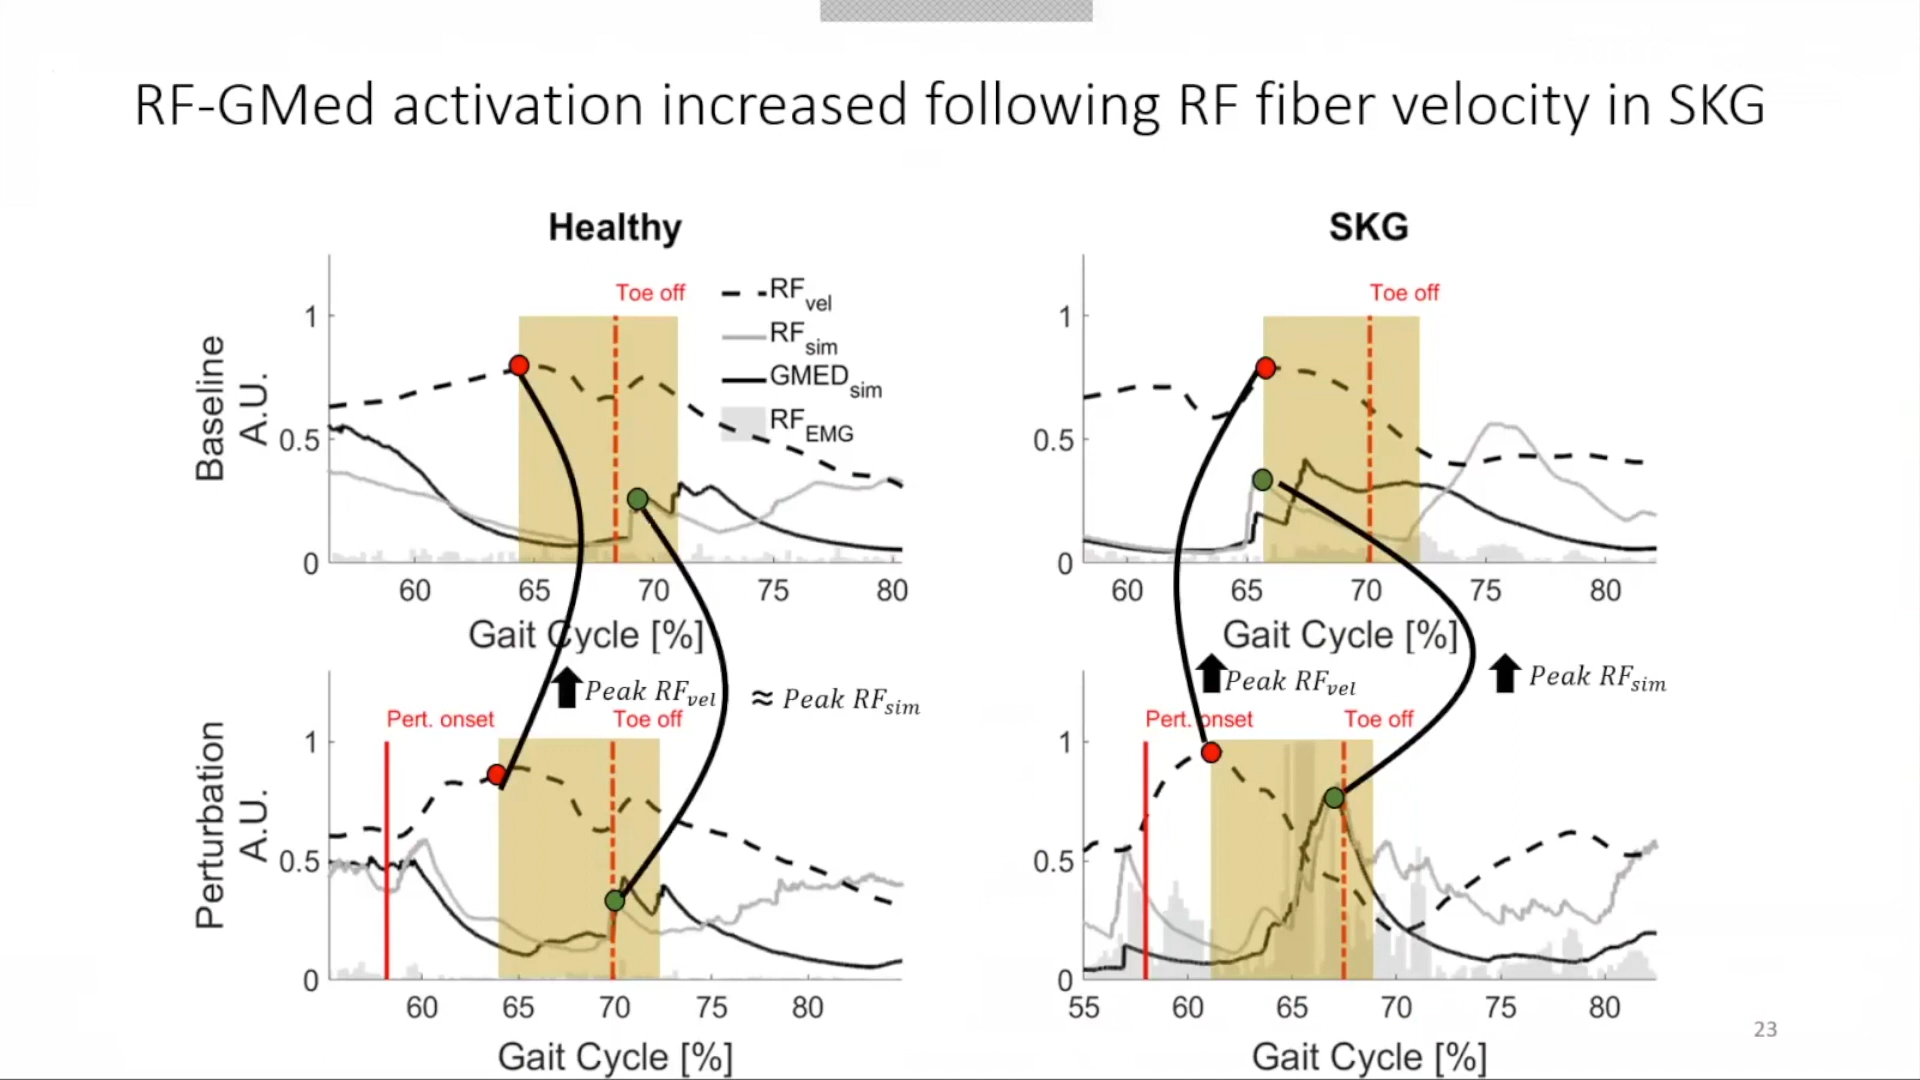 RF-GMed activation increased following RF fiber velocity in SKG
Healthy
SKG
Baseline
A.U.
1
0.5
0
Toe off
RFvel
RFsim
GMEDsim
RFEMG
60 65 70 75 80
Gait Cycle [%]
1
0.5
0
Toe off
60 65 70 75 80
Gait Cycle [%]
Peak RFvel
≈ Peak RFsim
Peak RFvel
Peak RFsim
Perturbation
A.U.
1
0.5
0
Pert. onset
Toe off
60 65 70 75 80
Gait Cycle [%]
1
0.5
0
Pert. onset
Toe off
55 60 65 70 75 80
Gait Cycle [%]
23